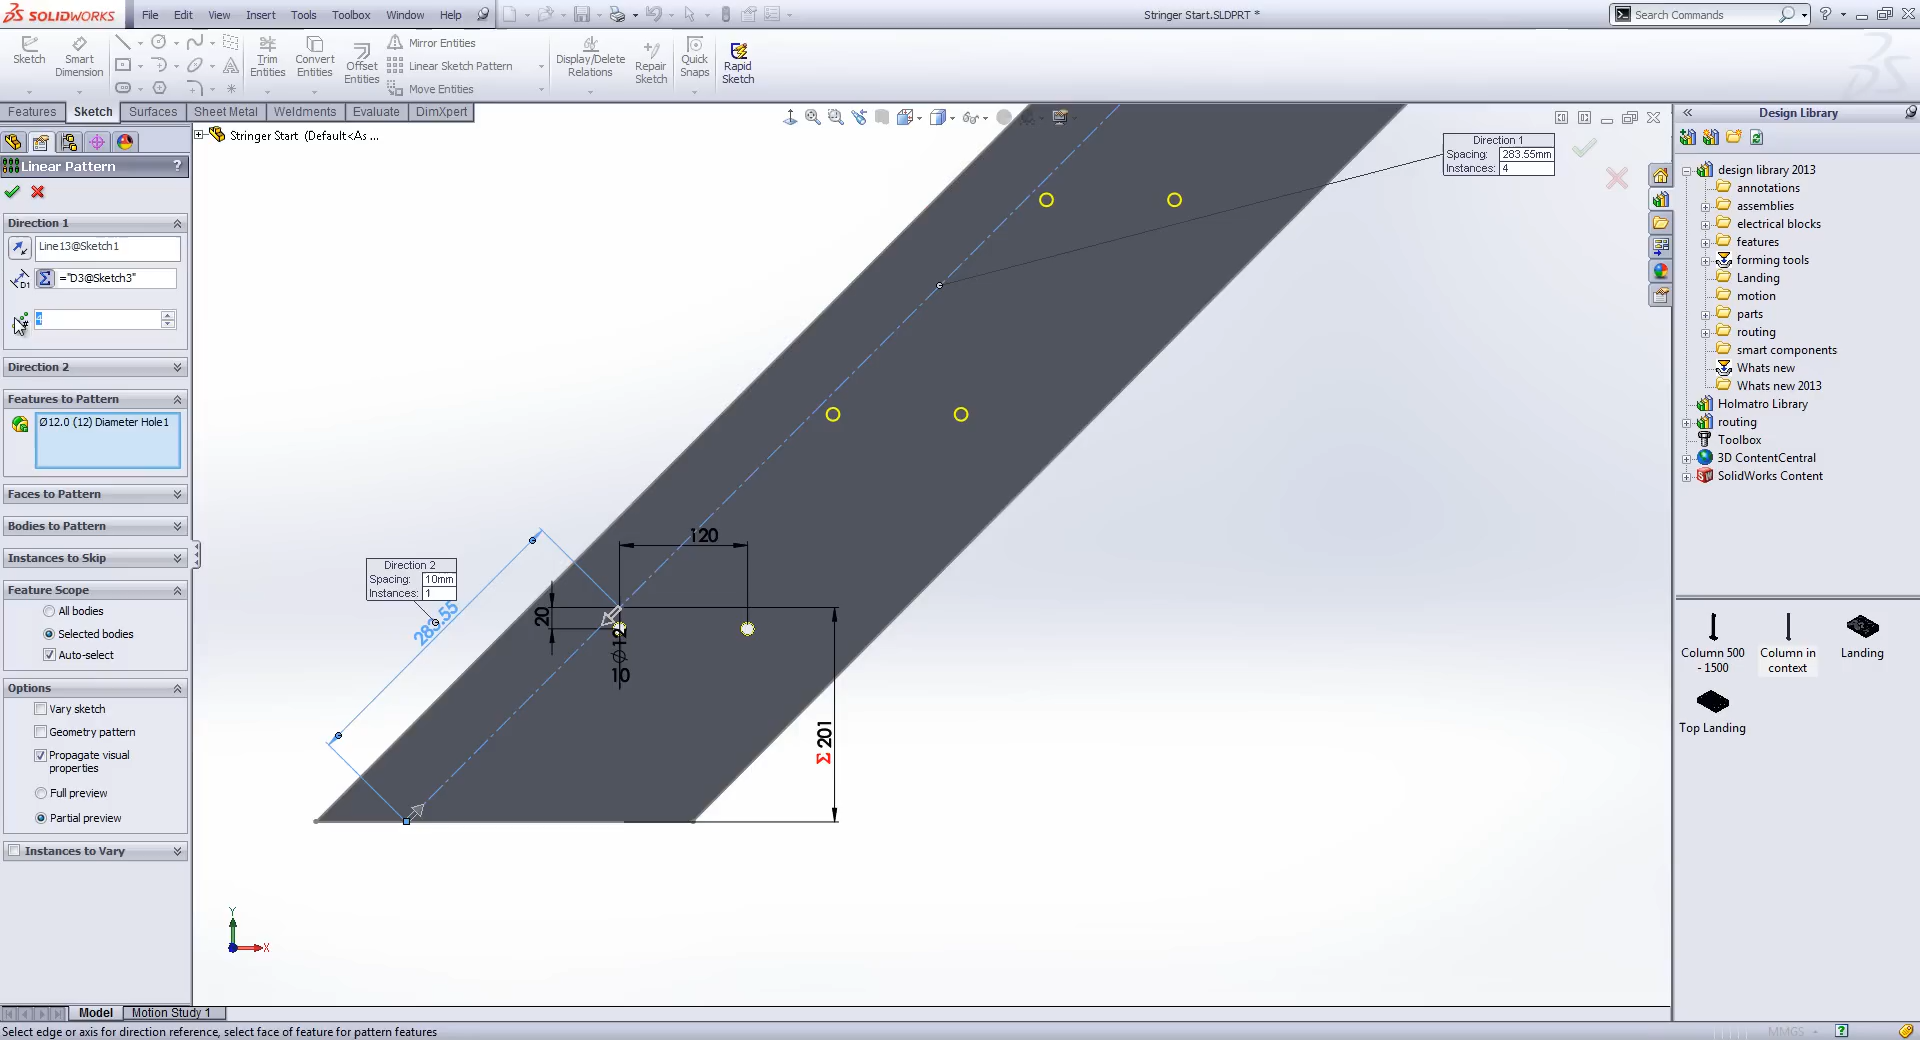 SOLIDWORKS File Edit View Insert Tools Toolbox Window Help Stringer Start.SLDPRT * Search Commands
Sketch Smart Dimension Trim Entities Convert Entities Offset Entities Mirror Entities Linear Sketch Pattern Move Entities Display/Delete Relations Repair Sketch Quick Snaps Rapid Sketch
Features Sketch Surfaces Sheet Metal Weldments Evaluate DimXpert
Stringer Start (Default<As ...
Linear Pattern ?
Direction 1
Line13@Sketch1
D1 Σ ="D3@Sketch3"
4
Direction 2
Features to Pattern
Ø12.0 (12) Diameter Hole1
Faces to Pattern
Bodies to Pattern
Instances to Skip
Feature Scope
All bodies
Selected bodies
Auto-select
Options
Vary sketch
Geometry pattern
Propagate visual
properties
Full preview
Partial preview
Instances to Vary
Direction 1
Spacing: 283.55mm
Instances: 4
Direction 2
Spacing: 10mm
Instances: 1
283.55
120
20
Ø 12
10
Σ 201
Y
X
Design Library
design library 2013
annotations
assemblies
electrical blocks
features
forming tools
Landing
motion
parts
routing
smart components
Whats new
Whats new 2013
Holmatro Library
routing
Toolbox
3D ContentCentral
SolidWorks Content
Column 500
- 1500
Column in
context
Landing
Top Landing
Model Motion Study 1
Select edge or axis for direction reference, select face of feature for pattern features
MMGS